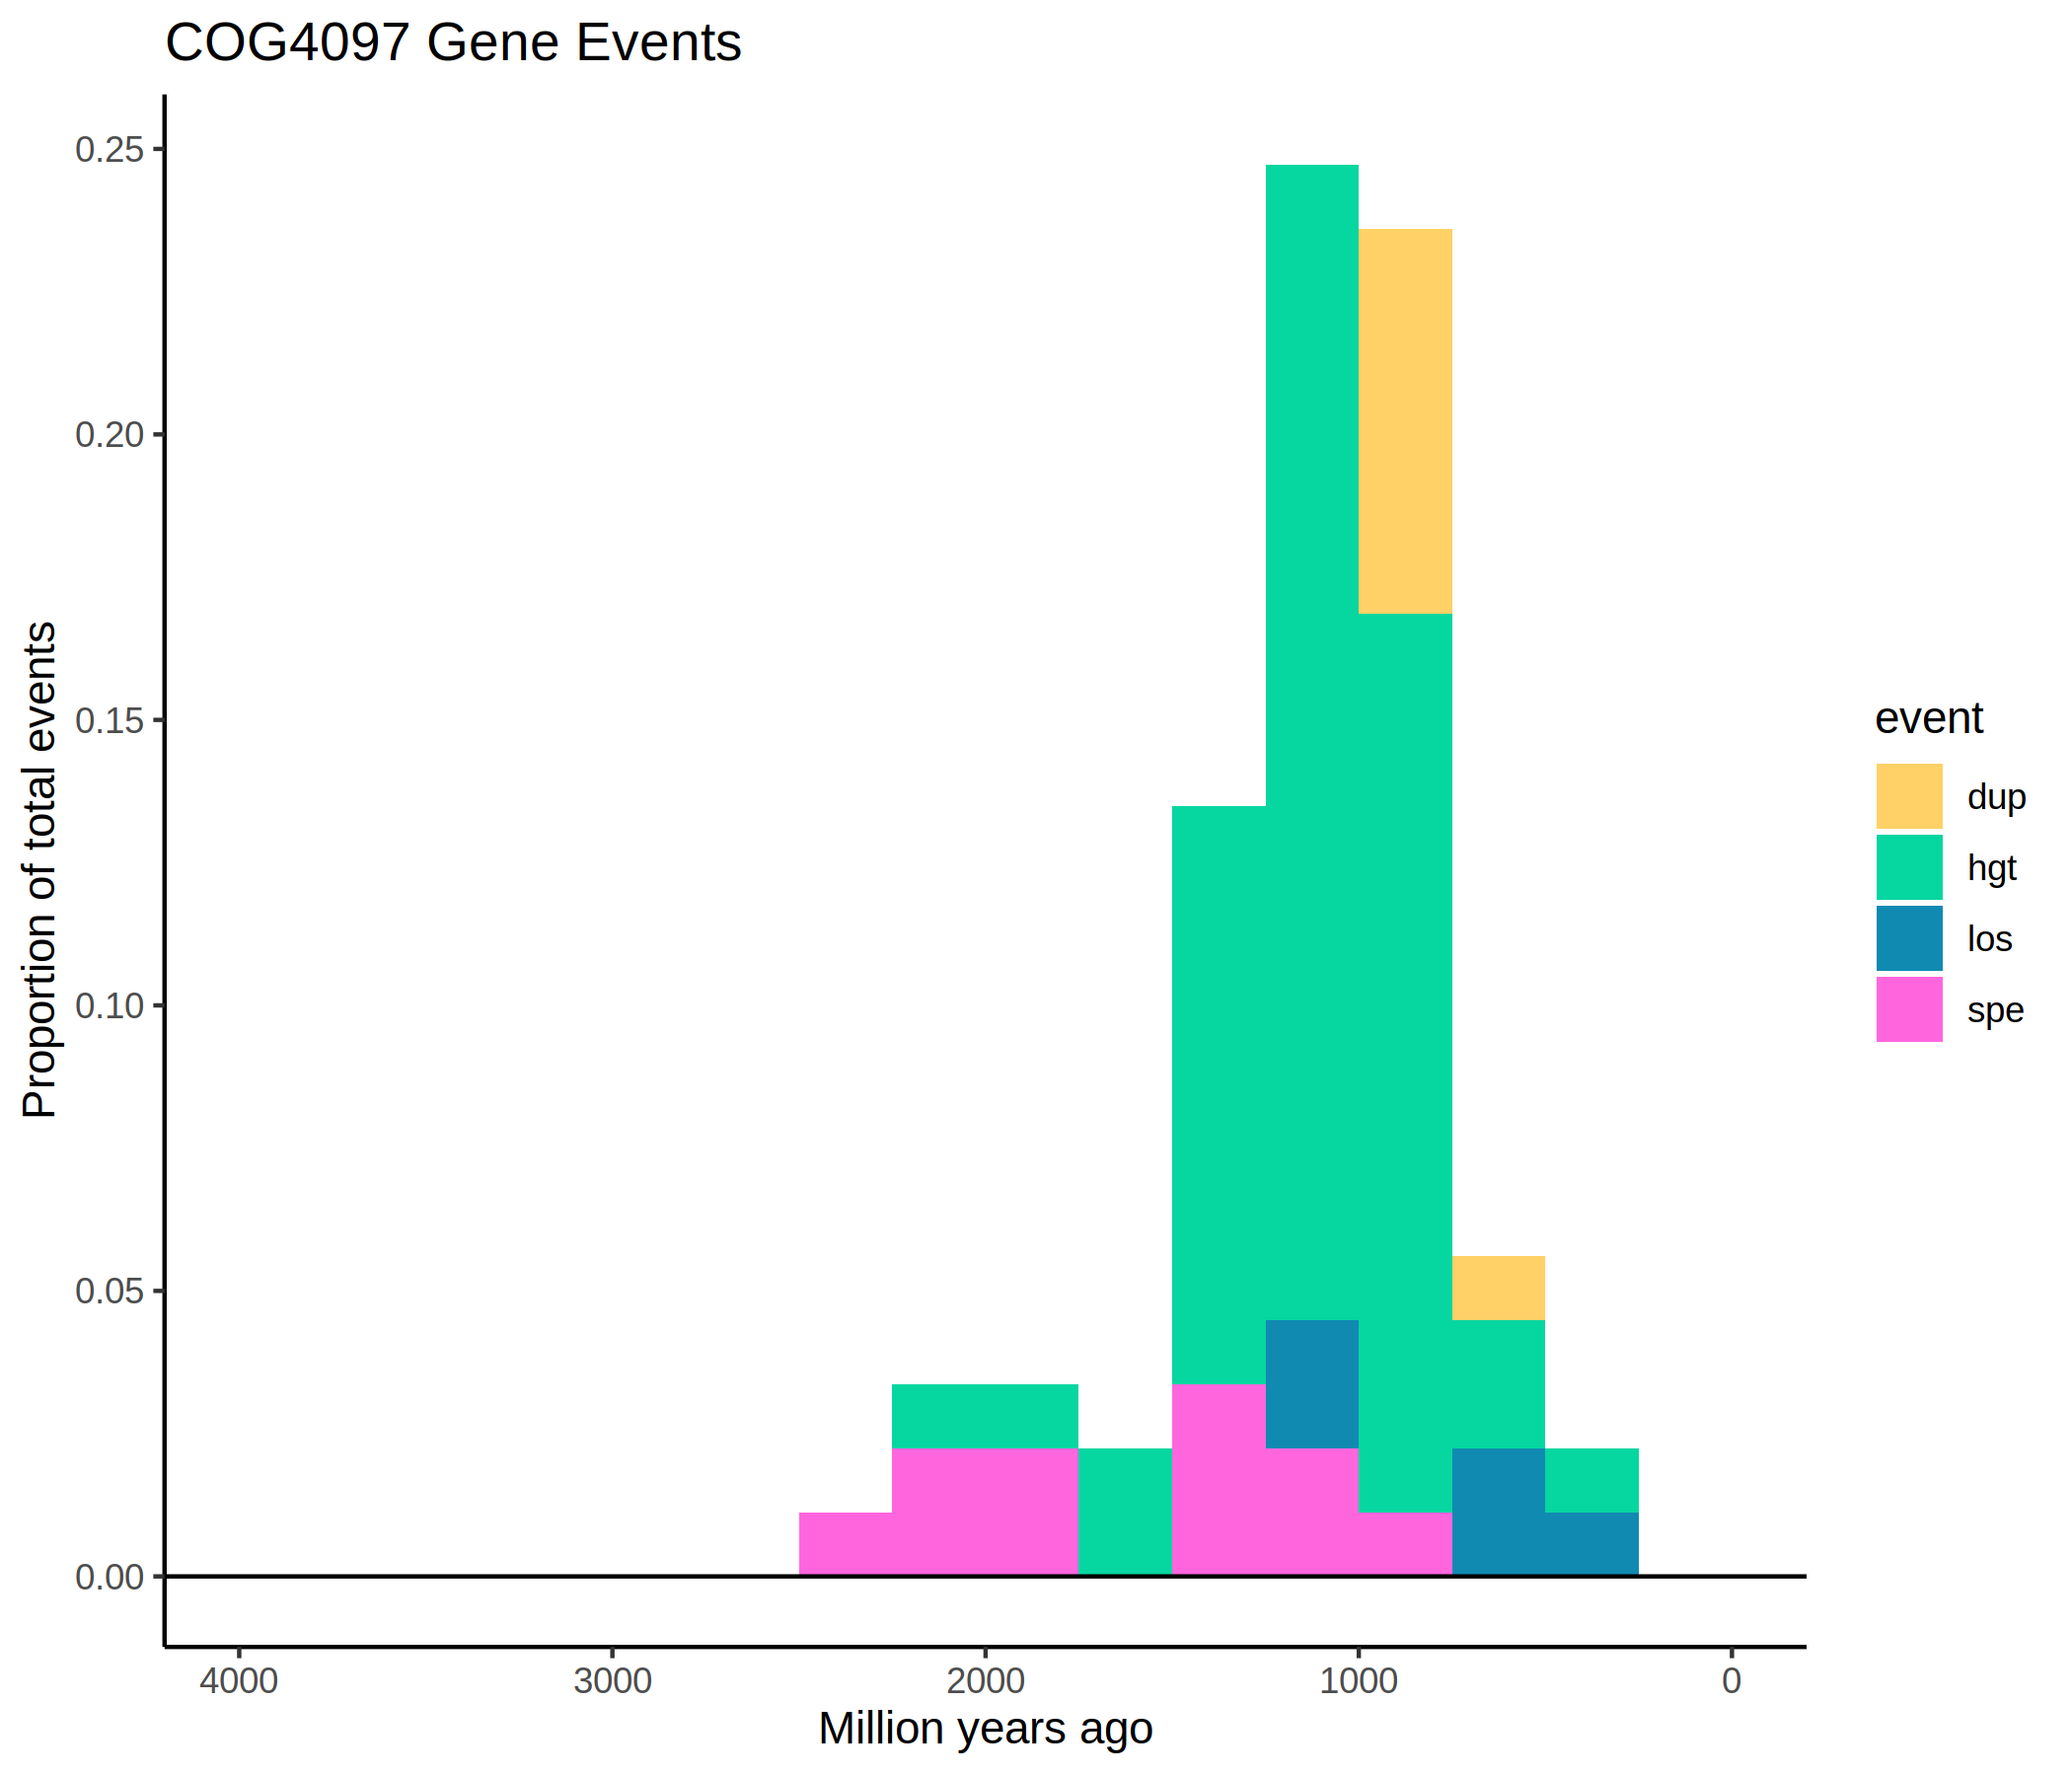 COG4097 Gene Events
Proportion of total events
0.25
0.20
0.15
0.10
0.05
0.00
4000 3000 2000 1000 0
Million years ago
event
dup
hgt
los
spe